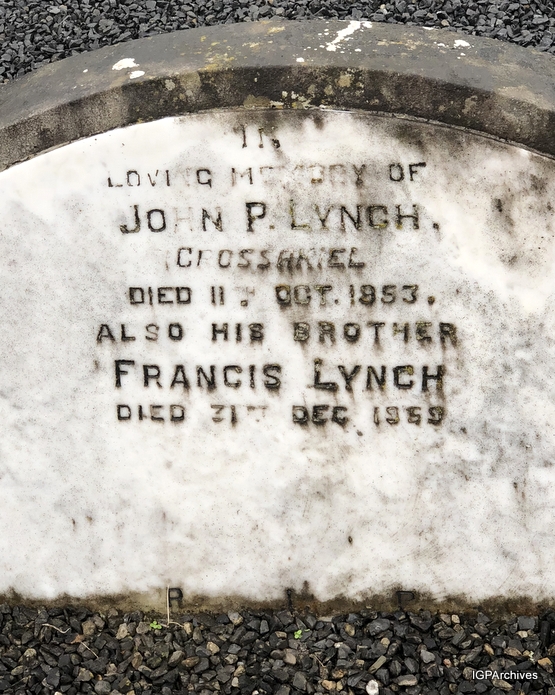 IN
LOVING MEMORY OF
JOHN P. LYNCH.
CROSSAKIEL
DIED 11TH OCT. 1953.
ALSO HIS BROTHER
FRANCIS LYNCH
DIED 31ST DEC. 1959
R I P
IGPArchives